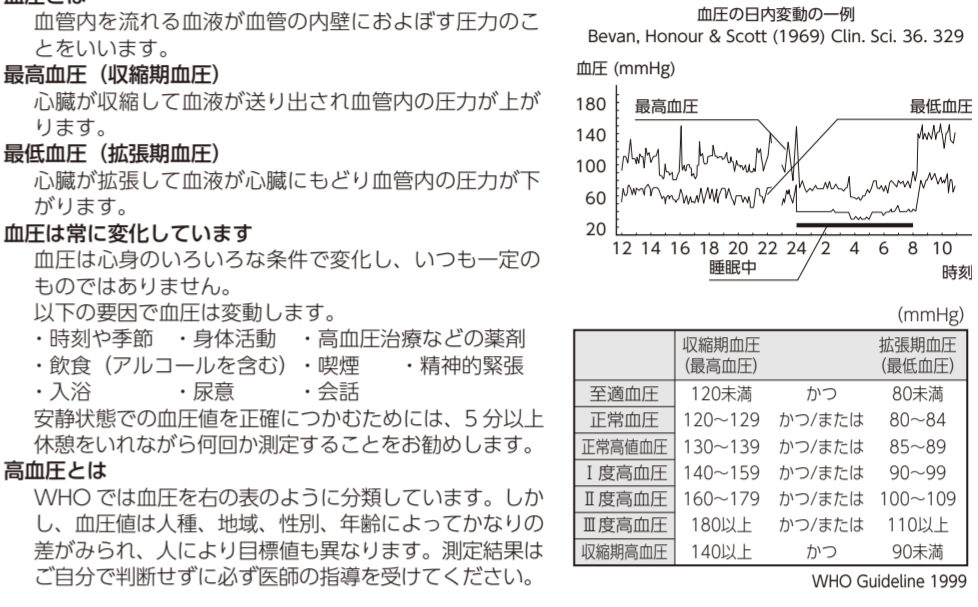 血圧とは
血管内を流れる血液が血管の内壁におよぼす圧力のこ
とをいいます。
最高血圧（収縮期血圧）
心臓が収縮して血液が送り出され血管内の圧力が上が
ります。
最低血圧（拡張期血圧）
心臓が拡張して血液が心臓にもどり血管内の圧力が下
がります。
血圧は常に変化しています
血圧は心身のいろいろな条件で変化し、いつも一定の
ものではありません。
以下の要因で血圧は変動します。
・時刻や季節　・身体活動　・高血圧治療などの薬剤
・飲食（アルコールを含む）・喫煙　・精神的緊張
・入浴　・尿意　・会話
安静状態での血圧値を正確につかむためには、5 分以上
休憩をいれながら何回か測定することをお勧めします。
高血圧とは
WHO では血圧を右の表のように分類しています。しか
し、血圧値は人種、地域、性別、年齢によってかなりの
差がみられ、人により目標値も異なります。測定結果は
ご自分で判断せずに必ず医師の指導を受けてください。
血圧の日内変動の一例
Bevan, Honour & Scott (1969) Clin. Sci. 36. 329
血圧 (mmHg)
180
最高血圧 最低血圧
140
100
60
20
12 14 16 18 20 22 24 2 4 6 8 10
睡眠中 時刻
(mmHg)
収縮期血圧 拡張期血圧
(最高血圧) (最低血圧)
至適血圧 120未満 かつ 80未満
正常血圧 120〜129 かつ/または 80〜84
正常高値血圧 130〜139 かつ/または 85〜89
Ⅰ度高血圧 140〜159 かつ/または 90〜99
Ⅱ度高血圧 160〜179 かつ/または 100〜109
Ⅲ度高血圧 180以上 かつ/または 110以上
収縮期高血圧 140以上 かつ 90未満
WHO Guideline 1999